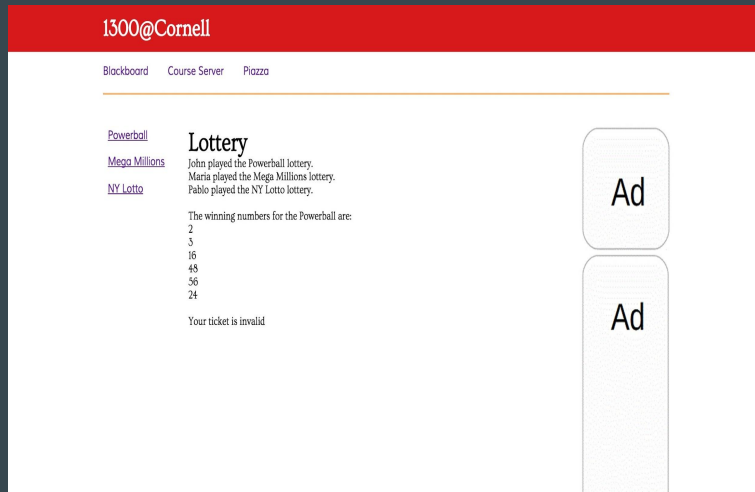 1300@Cornell
Blackboard Course Server Piazza
Powerball
Mega Millions
NY Lotto
Lottery
John played the Powerball lottery.
Maria played the Mega Millions lottery.
Pablo played the NY Lotto lottery.
The winning numbers for the Powerball are:
2
3
16
48
56
24
Your ticket is invalid
Ad
Ad